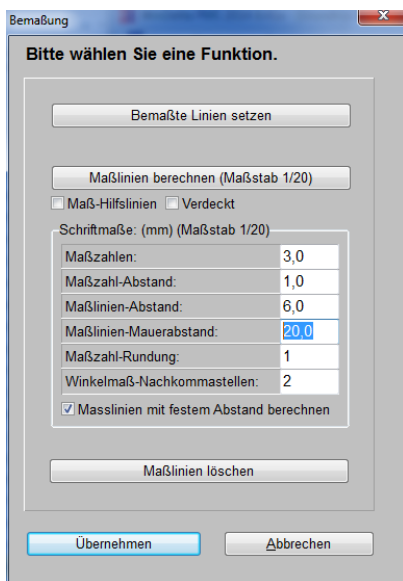 Bemaßung
x
Bitte wählen Sie eine Funktion.
Bemaßte Linien setzen
Maßlinien berechnen (Maßstab 1/20)
Maß-Hilfslinien Verdeckt
Schriftmaße: (mm) (Maßstab 1/20)
Maßzahlen: 3,0
Maßzahl-Abstand: 1,0
Maßlinien-Abstand: 6,0
Maßlinien-Mauerabstand: 20,0
Maßzahl-Rundung: 1
Winkelmaß-Nachkommastellen: 2
Masslinien mit festem Abstand berechnen
Maßlinien löschen
Übernehmen Abbrechen